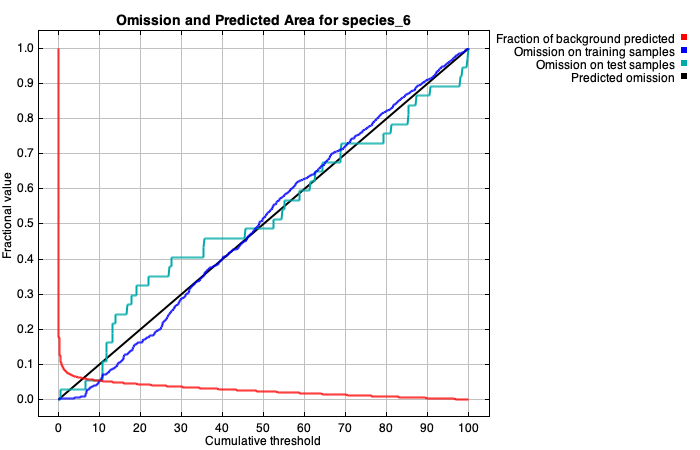 Omission and Predicted Area for species_6
Fraction of background predicted
Omission on training samples
Omission on test samples
Predicted omission
Fractional value
1.0
0.9
0.8
0.7
0.6
0.5
0.4
0.3
0.2
0.1
0.0
0 10 20 30 40 50 60 70 80 90 100
Cumulative threshold